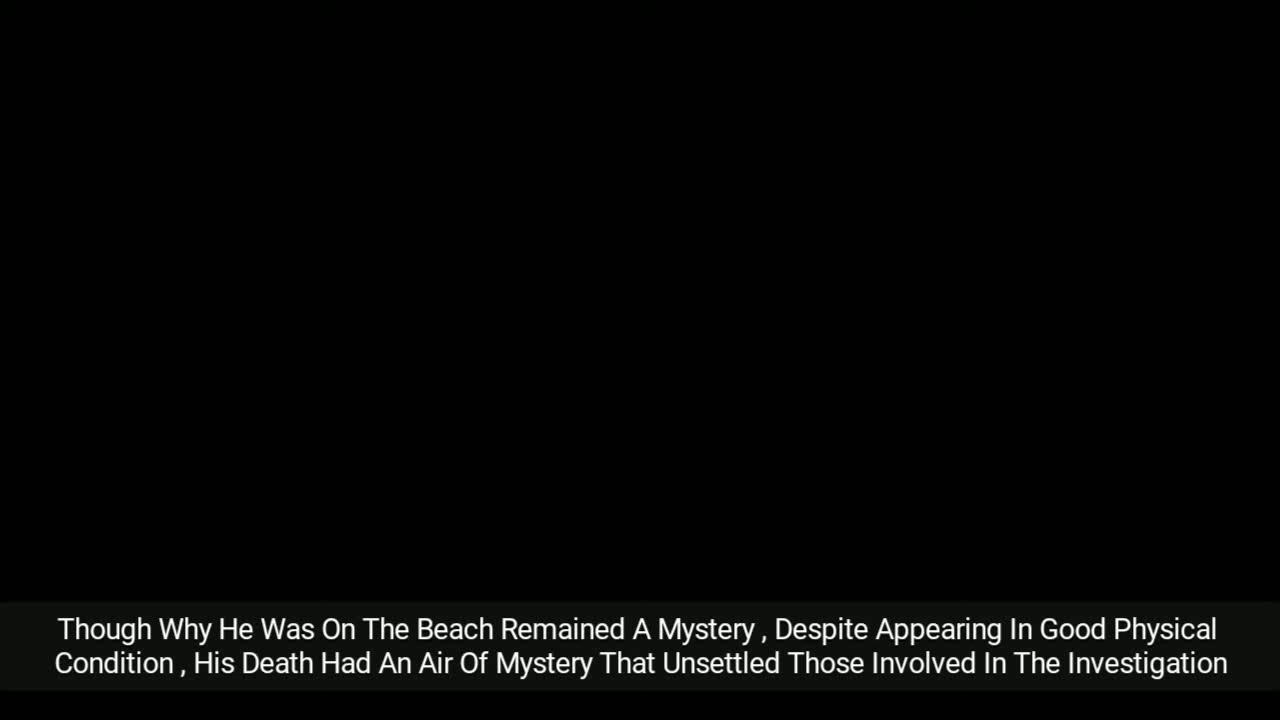 Though Why He Was On The Beach Remained A Mystery , Despite Appearing In Good Physical
Condition , His Death Had An Air Of Mystery That Unsettled Those Involved In The Investigation